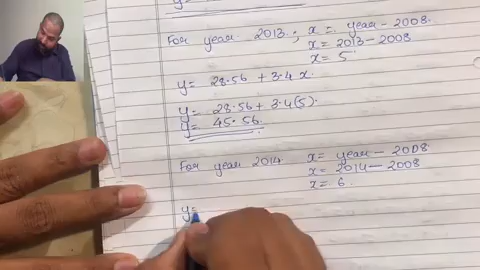 For year 2013; x = year - 2008.
x = 2013 - 2008
x = 5.
y = 28.56 + 3.4 x.
y = 28.56 + 3.4(5).
y = 45.56.
For year 2014 x = year - 2008.
x = 2014 - 2008
x = 6.
y =